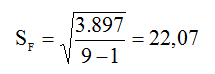 S_F = √(3.897 / (9 − 1)) = 22,07